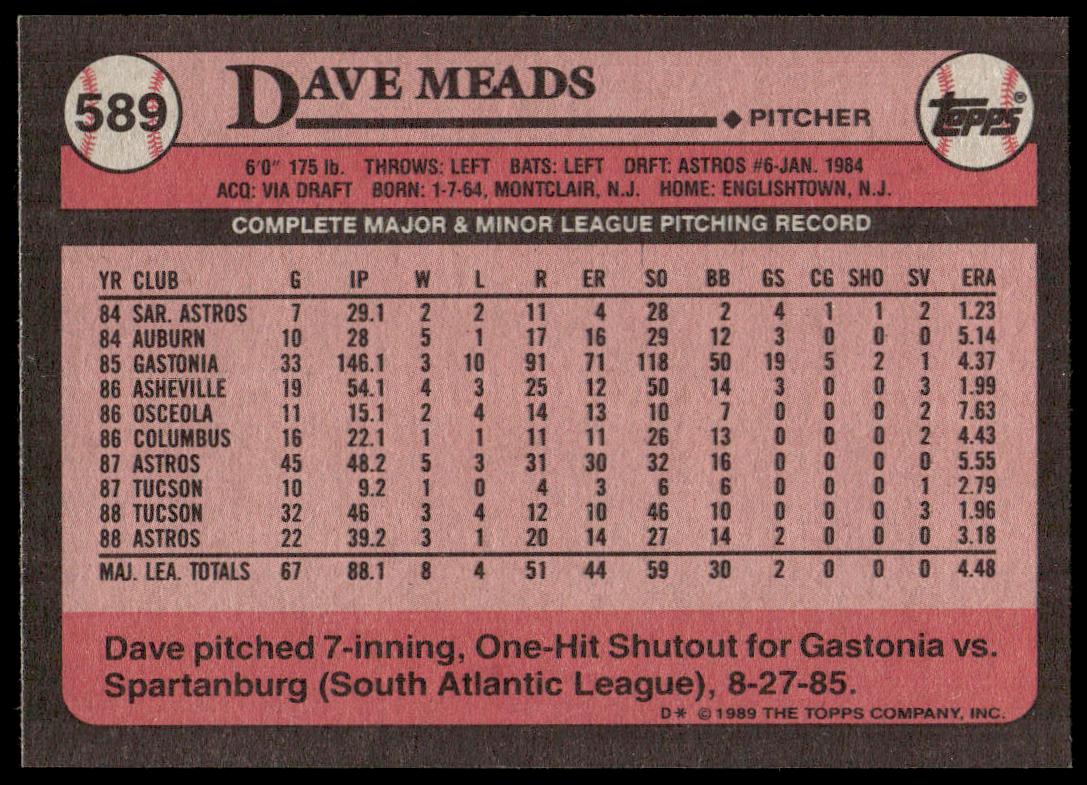 589
DAVE MEADS
◆ PITCHER
TOPPS®
6'0" 175 lb. THROWS: LEFT BATS: LEFT DRFT: ASTROS #6-JAN. 1984
ACQ: VIA DRAFT BORN: 1-7-64, MONTCLAIR, N.J. HOME: ENGLISHTOWN, N.J.
COMPLETE MAJOR & MINOR LEAGUE PITCHING RECORD
YR CLUB G IP W L R ER SO BB GS CG SHO SV ERA
84 SAR. ASTROS 7 29.1 2 2 11 4 28 2 4 1 1 2 1.23
84 AUBURN 10 28 5 1 17 16 29 12 3 0 0 0 5.14
85 GASTONIA 33 146.1 3 10 91 71 118 50 19 5 2 1 4.37
86 ASHEVILLE 19 54.1 4 3 25 12 50 14 3 0 0 3 1.99
86 OSCEOLA 11 15.1 2 4 14 13 10 7 0 0 0 2 7.63
86 COLUMBUS 16 22.1 1 1 11 11 26 13 0 0 0 2 4.43
87 ASTROS 45 48.2 5 3 31 30 32 16 0 0 0 0 5.55
87 TUCSON 10 9.2 1 0 4 3 6 6 0 0 0 1 2.79
88 TUCSON 32 46 3 4 12 10 46 10 0 0 0 3 1.96
88 ASTROS 22 39.2 3 1 20 14 27 14 2 0 0 0 3.18
MAJ. LEA. TOTALS 67 88.1 8 4 51 44 59 30 2 0 0 0 4.48
Dave pitched 7-inning, One-Hit Shutout for Gastonia vs.
Spartanburg (South Atlantic League), 8-27-85.
D* ©1989 THE TOPPS COMPANY, INC.